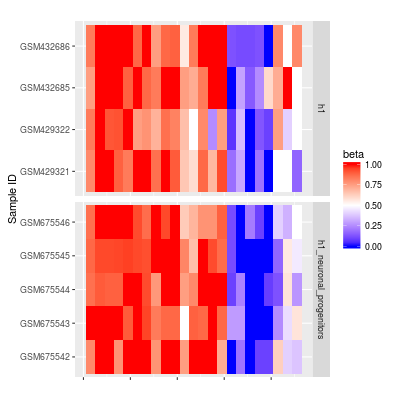 Sample ID
GSM432686
GSM432685
GSM429322
GSM429321
h1
GSM675546
GSM675545
GSM675544
GSM675543
GSM675542
h1_neuronal_progenitors
beta
1.00
0.75
0.50
0.25
0.00